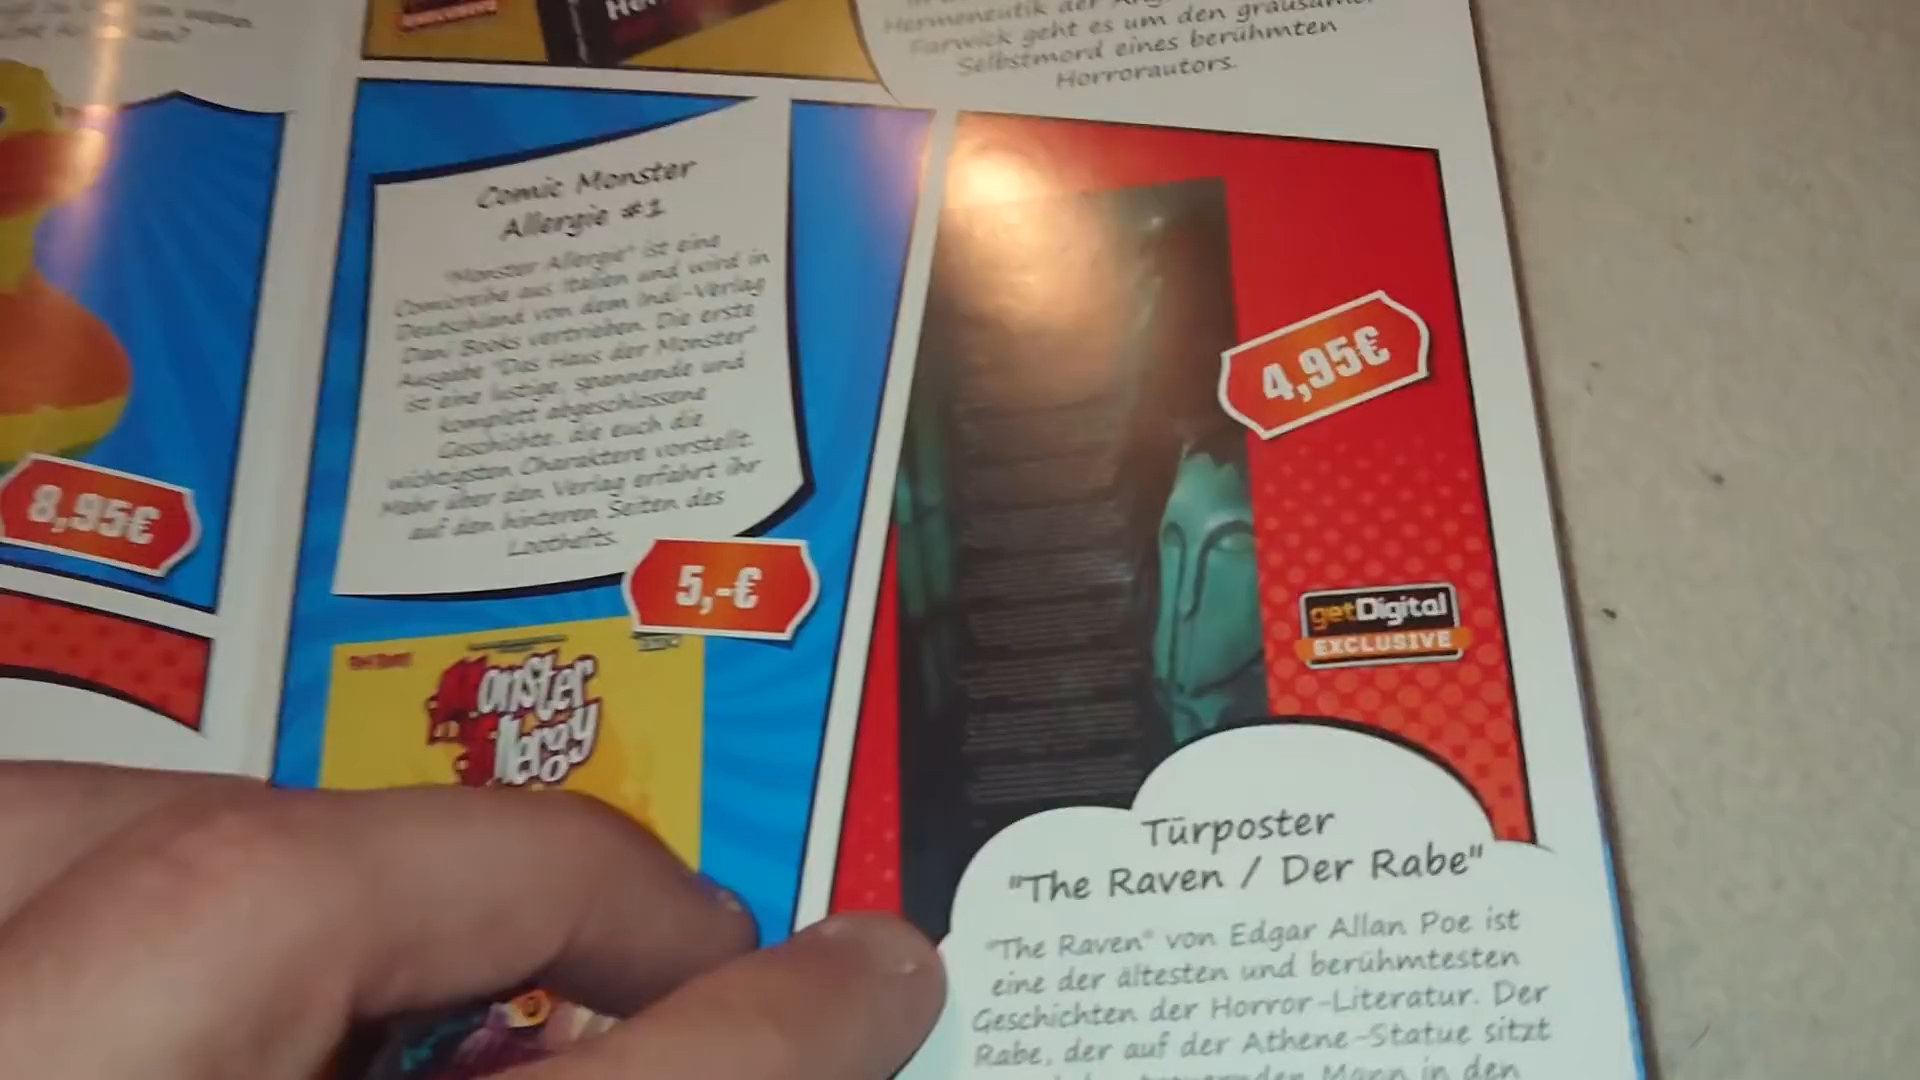 Hermeneutik der
Farwick geht es um den
Selbstmord eines berühmten
Horrorautors.
Comic Monster
Allergie #1
"Monster Allergie" ist eine
Comicreihe aus Italien und wird in
Deutschland von dem Indi-Verlag
Dani Books vertrieben. Die erste
Ausgabe "Das Haus der Monster"
ist eine lustige, spannende und
komplett abgeschlossene
Geschichte, die euch die
wichtigsten Charaktere vorstellt.
Mehr über den Verlag erfahrt ihr
auf den hinteren Seiten des
Loothefts.
8,95€
5,-€
Monster
Allergy
4,95€
getDigital
EXCLUSIVE
Türposter
"The Raven / Der Rabe"
"The Raven" von Edgar Allan Poe ist
eine der ältesten und berühmtesten
Geschichten der Horror-Literatur. Der
Rabe, der auf der Athene-Statue sitzt
Mann in den